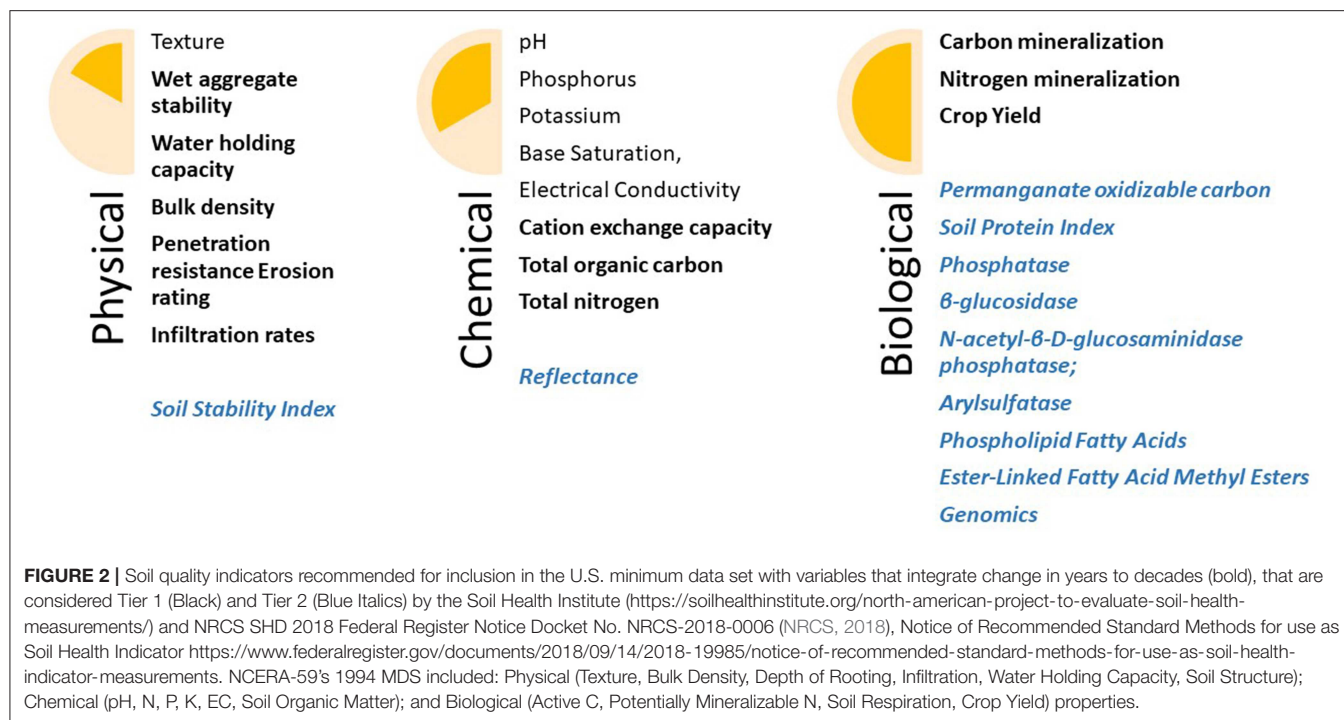 Physical
Texture
Wet aggregate
stability
Water holding
capacity
Bulk density
Penetration
resistance Erosion
rating
Infiltration rates
Soil Stability Index
Chemical
pH
Phosphorus
Potassium
Base Saturation,
Electrical Conductivity
Cation exchange capacity
Total organic carbon
Total nitrogen
Reflectance
Biological
Carbon mineralization
Nitrogen mineralization
Crop Yield
Permanganate oxidizable carbon
Soil Protein Index
Phosphatase
β-glucosidase
N-acetyl-β-D-glucosaminidase
phosphatase;
Arylsulfatase
Phospholipid Fatty Acids
Ester-Linked Fatty Acid Methyl Esters
Genomics
FIGURE 2 | Soil quality indicators recommended for inclusion in the U.S. minimum data set with variables that integrate change in years to decades (bold), that are
considered Tier 1 (Black) and Tier 2 (Blue Italics) by the Soil Health Institute (https://soilhealthinstitute.org/north-american-project-to-evaluate-soil-health-
measurements/) and NRCS SHD 2018 Federal Register Notice Docket No. NRCS-2018-0006 (NRCS, 2018), Notice of Recommended Standard Methods for use as
Soil Health Indicator https://www.federalregister.gov/documents/2018/09/14/2018-19985/notice-of-recommended-standard-methods-for-use-as-soil-health-
indicator-measurements. NCERA-59's 1994 MDS included: Physical (Texture, Bulk Density, Depth of Rooting, Infiltration, Water Holding Capacity, Soil Structure);
Chemical (pH, N, P, K, EC, Soil Organic Matter); and Biological (Active C, Potentially Mineralizable N, Soil Respiration, Crop Yield) properties.